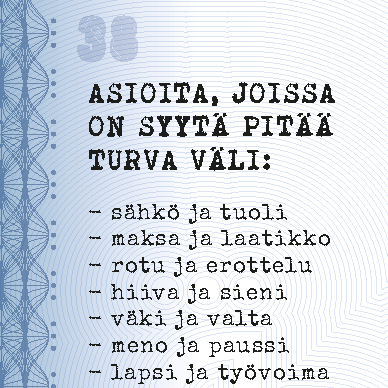 38
ASIOITA, JOISSA
ON SYYTÄ PITÄÄ
TURVA VÄLI:
- sähkö ja tuoli
- maksa ja laatikko
- rotu ja erottelu
- hiiva ja sieni
- väki ja valta
- meno ja paussi
- lapsi ja työvoima